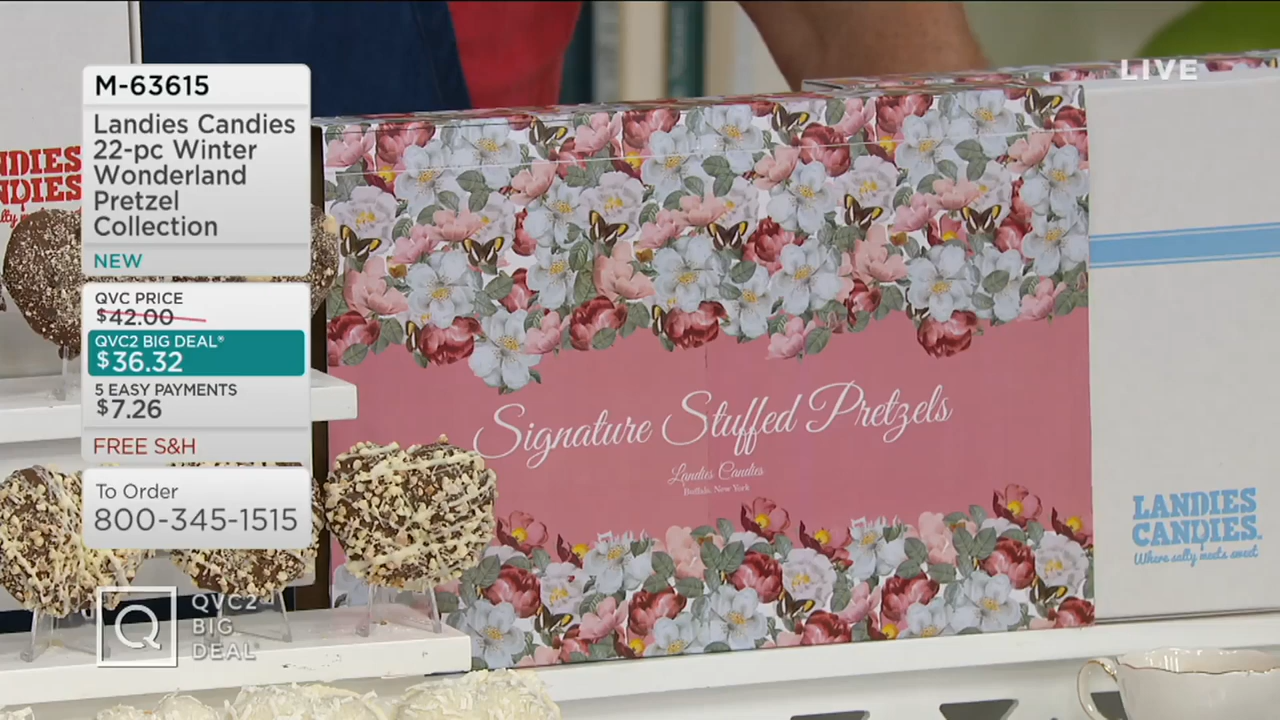 LIVE
M-63615
Landies Candies
22-pc Winter
Wonderland
Pretzel
Collection
NEW
QVC PRICE
$42.00
QVC2 BIG DEAL®
$36.32
5 EASY PAYMENTS
$7.26
FREE S&H
To Order
800-345-1515
Q
QVC2
BIG
DEAL®
Signature Stuffed Pretzels
Landies Candies
Buffalo, New York
LANDIES
CANDIES.
Where salty meets sweet